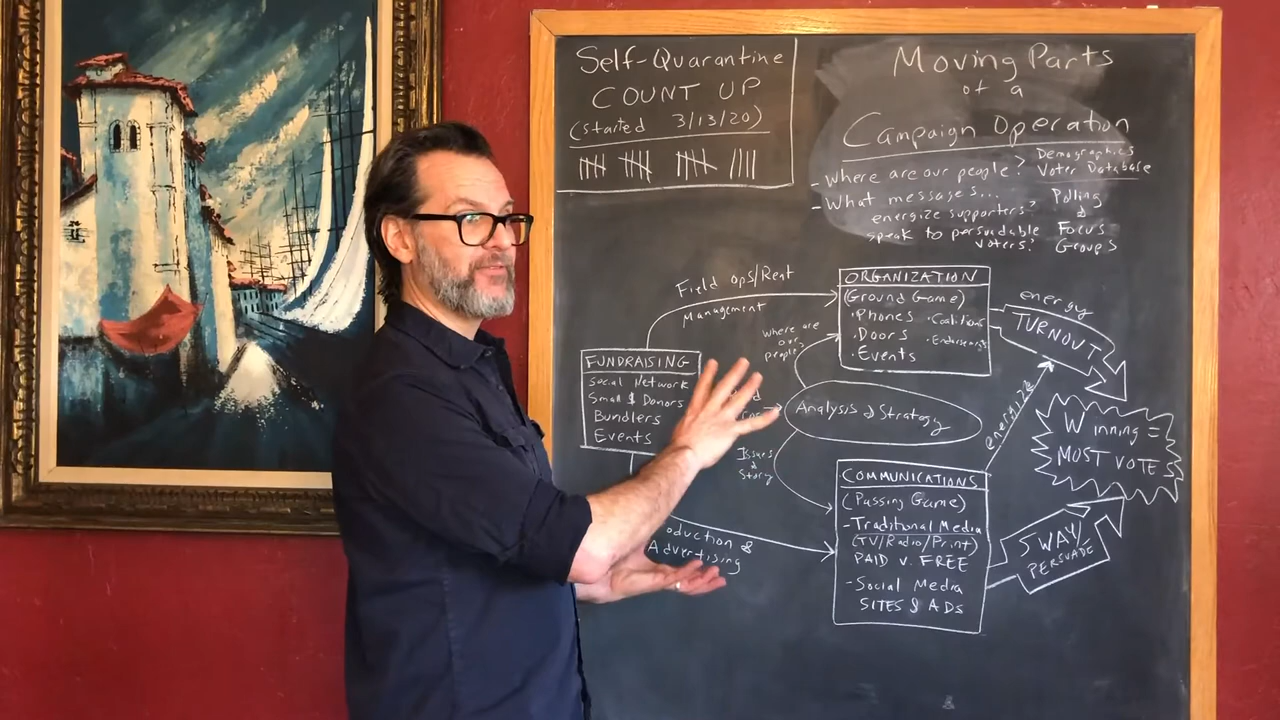 Self-Quarantine
COUNT UP
(started 3/13/20)
Moving Parts
of a
Campaign Operation
- Where are our people? Demographics
Voter Database
- What messages...
energize supporters?
speak to persuadable
voters?
Polling
&
Focus
Groups
Field ops/Rent
Management
ORGANIZATION
(Ground Game)
• Phones
• Doors
• Events
• Coalitions
energy
TURNOUT
where are
our
people?
FUNDRAISING
Social Network
Small $ Donors
Bundlers
Events
Analysis & Strategy
Issues
&
Story
energize
Winning =
MOST VOTES
COMMUNICATIONS
(Passing Game)
- Traditional Media
(TV/Radio/Print)
PAID v. FREE
- Social Media
SITES & ADs
oduction &
Advertising
SWAY/
PERSUADE